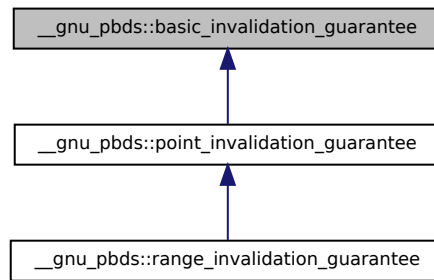 __gnu_pbds::basic_invalidation_guarantee
__gnu_pbds::point_invalidation_guarantee
__gnu_pbds::range_invalidation_guarantee